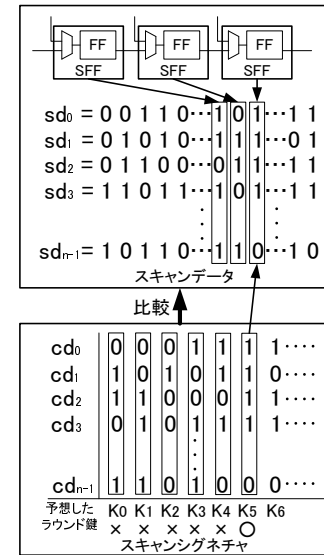 FF FF FF
SFF SFF SFF
sd0 = 0 0 1 1 0 ··· 1 0 1 ··· 1 1
sd1 = 0 1 0 1 0 ··· 1 1 1 ··· 0 1
sd2 = 0 1 1 0 0 ··· 0 1 1 ··· 1 1
sd3 = 1 1 0 1 1 ··· 1 0 1 ··· 1 1
sdn-1 = 1 0 1 1 0 ··· 1 1 0 ··· 1 0
スキャンデータ
比較
cd0 0 0 0 1 1 1 1 ····
cd1 1 0 1 0 1 1 0 ····
cd2 1 1 0 0 0 1 1 ····
cd3 0 1 0 1 1 1 1 ····
cdn-1 1 1 0 1 0 0 0 ····
予想した
ラウンド鍵 K0 K1 K2 K3 K4 K5 K6
× × × × × ○
スキャンシグネチャ